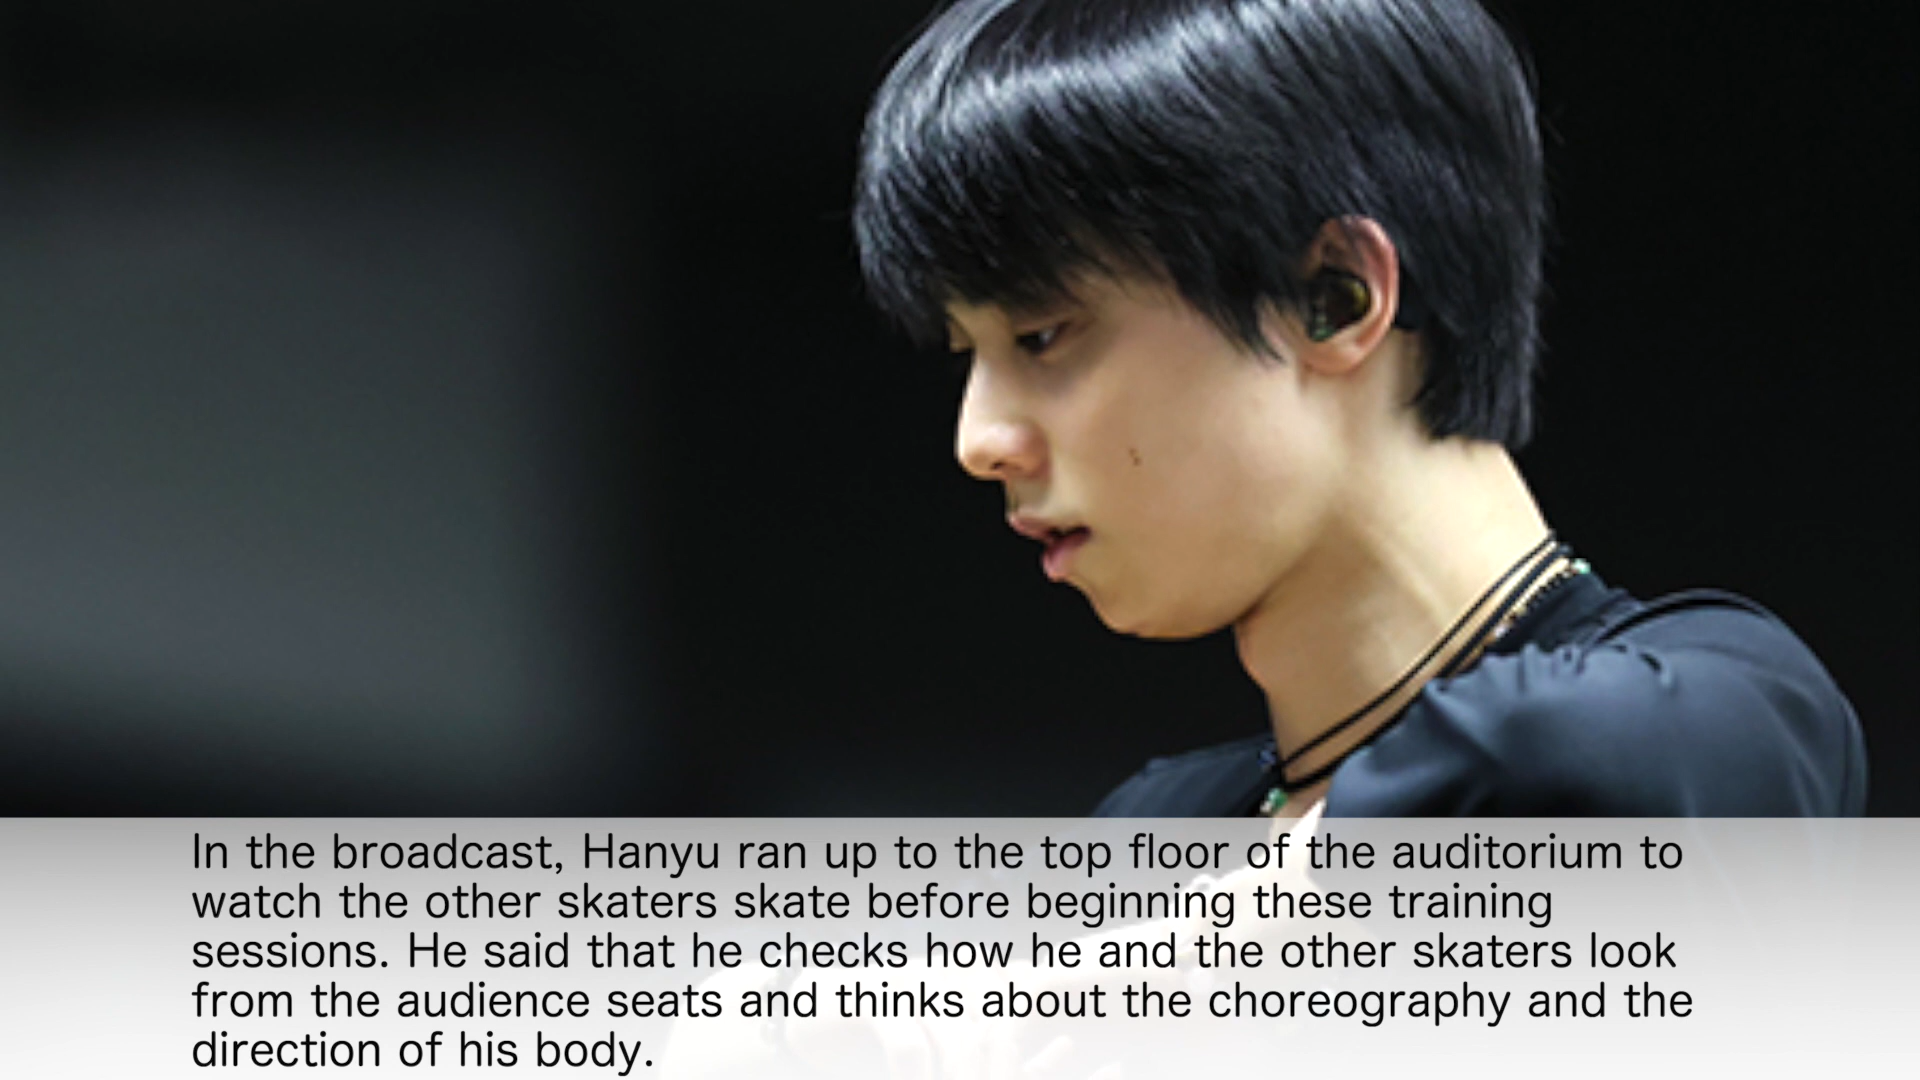 In the broadcast, Hanyu ran up to the top floor of the auditorium to
watch the other skaters skate before beginning these training
sessions. He said that he checks how he and the other skaters look
from the audience seats and thinks about the choreography and the
direction of his body.